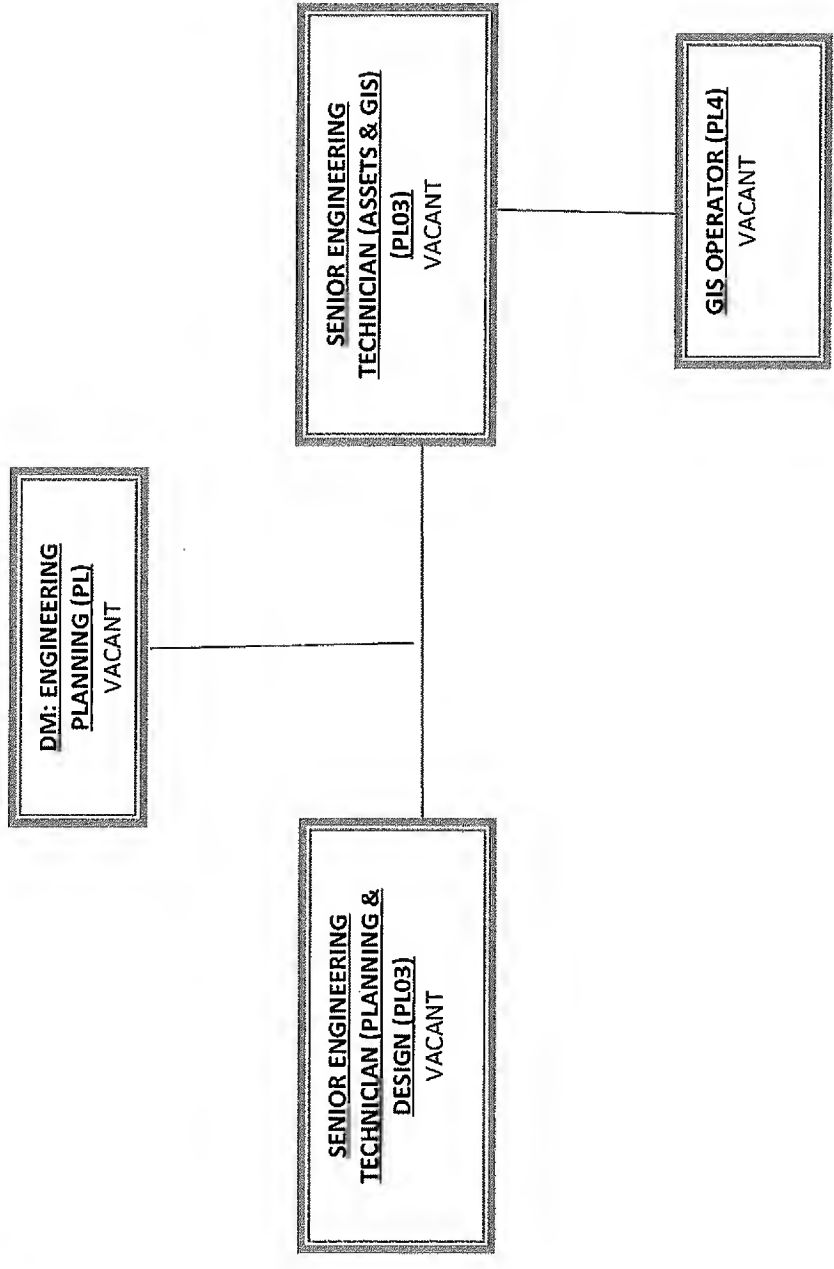 DM: ENGINEERING
PLANNING (PL)
VACANT
SENIOR ENGINEERING
TECHNICIAN (PLANNING &
DESIGN (PL03)
VACANT
SENIOR ENGINEERING
TECHNICIAN (ASSETS & GIS)
(PL03)
VACANT
GIS OPERATOR (PL4)
VACANT